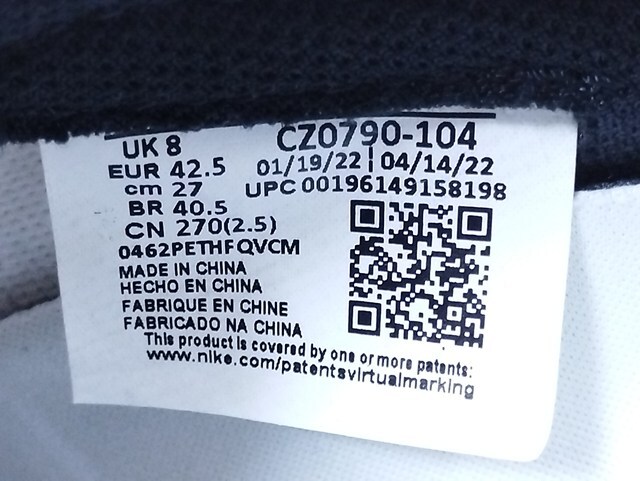 UK 8 CZ0790-104
EUR 42.5 01/19/22 | 04/14/22
cm 27 UPC 00196149158198
BR 40.5
CN 270(2.5)
0462PETHFQVCM
MADE IN CHINA
HECHO EN CHINA
FABRIQUE EN CHINE
FABRICADO NA CHINA
This product is covered by one or more patents:
www.nike.com/patentsvirtualmarking